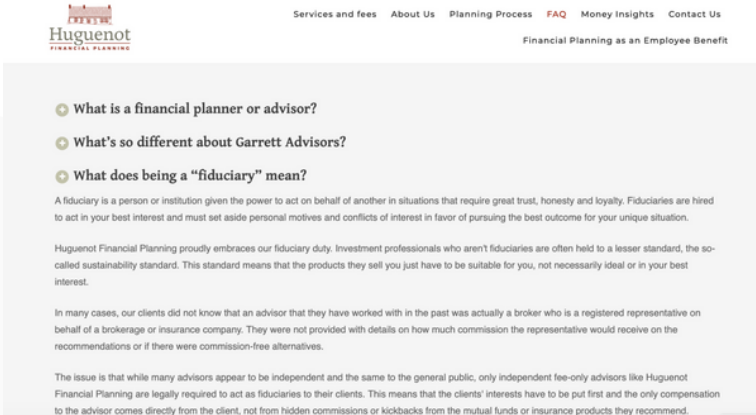 Huguenot
FINANCIAL PLANNING
Services and fees About Us Planning Process FAQ Money Insights Contact Us
Financial Planning as an Employee Benefit
What is a financial planner or advisor?
What's so different about Garrett Advisors?
What does being a “fiduciary” mean?
A fiduciary is a person or institution given the power to act on behalf of another in situations that require great trust, honesty and loyalty. Fiduciaries are hired
to act in your best interest and must set aside personal motives and conflicts of interest in favor of pursuing the best outcome for your unique situation.
Huguenot Financial Planning proudly embraces our fiduciary duty. Investment professionals who aren't fiduciaries are often held to a lesser standard, the so-
called sustainability standard. This standard means that the products they sell you just have to be suitable for you, not necessarily ideal or in your best
interest.
In many cases, our clients did not know that an advisor that they have worked with in the past was actually a broker who is a registered representative on
behalf of a brokerage or insurance company. They were not provided with details on how much commission the representative would receive on the
recommendations or if there were commission-free alternatives.
The issue is that while many advisors appear to be independent and the same to the general public, only independent fee-only advisors like Huguenot
Financial Planning are legally required to act as fiduciaries to their clients. This means that the clients' interests have to be put first and the only compensation
to the advisor comes directly from the client, not from hidden commissions or kickbacks from the mutual funds or insurance products they recommend.